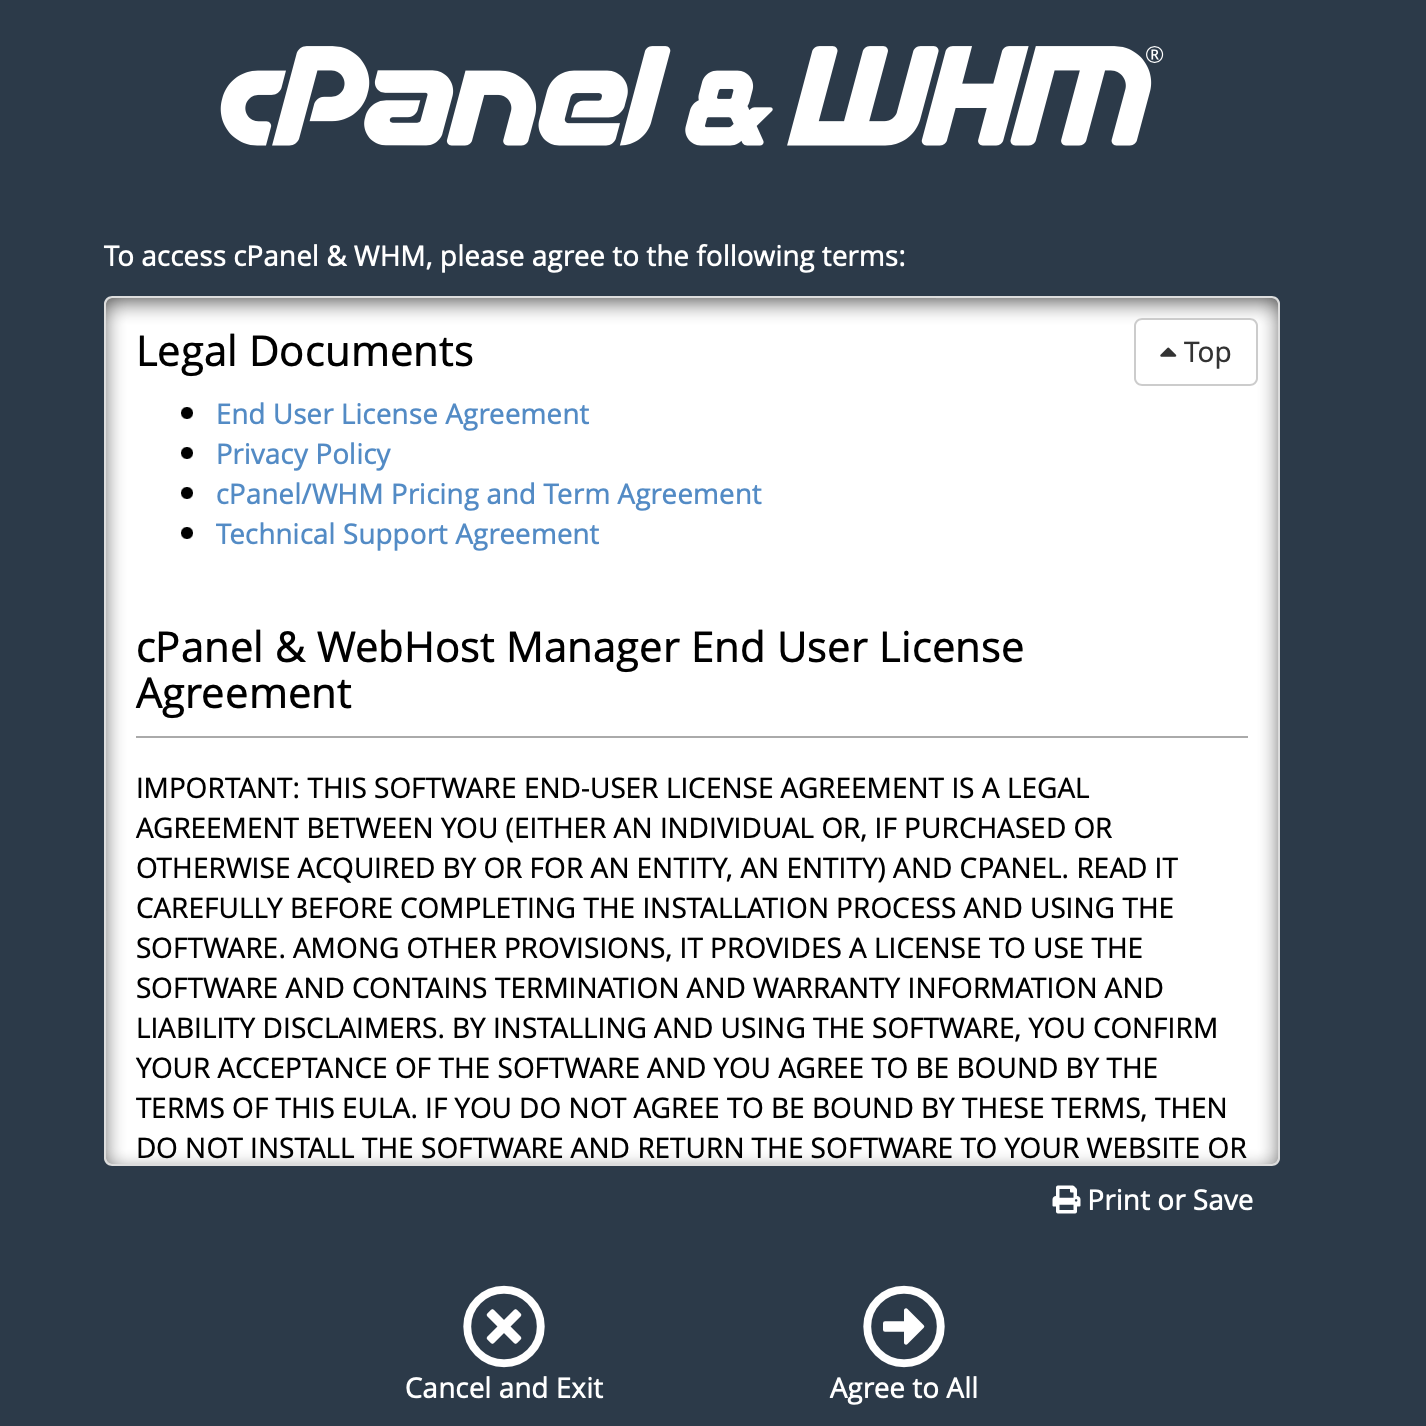 cPanel & WHM®
To access cPanel & WHM, please agree to the following terms:
Legal Documents
Top
End User License Agreement
Privacy Policy
cPanel/WHM Pricing and Term Agreement
Technical Support Agreement
cPanel & WebHost Manager End User License
Agreement
IMPORTANT: THIS SOFTWARE END-USER LICENSE AGREEMENT IS A LEGAL
AGREEMENT BETWEEN YOU (EITHER AN INDIVIDUAL OR, IF PURCHASED OR
OTHERWISE ACQUIRED BY OR FOR AN ENTITY, AN ENTITY) AND CPANEL. READ IT
CAREFULLY BEFORE COMPLETING THE INSTALLATION PROCESS AND USING THE
SOFTWARE. AMONG OTHER PROVISIONS, IT PROVIDES A LICENSE TO USE THE
SOFTWARE AND CONTAINS TERMINATION AND WARRANTY INFORMATION AND
LIABILITY DISCLAIMERS. BY INSTALLING AND USING THE SOFTWARE, YOU CONFIRM
YOUR ACCEPTANCE OF THE SOFTWARE AND YOU AGREE TO BE BOUND BY THE
TERMS OF THIS EULA. IF YOU DO NOT AGREE TO BE BOUND BY THESE TERMS, THEN
DO NOT INSTALL THE SOFTWARE AND RETURN THE SOFTWARE TO YOUR WEBSITE OR
Print or Save
Cancel and Exit
Agree to All